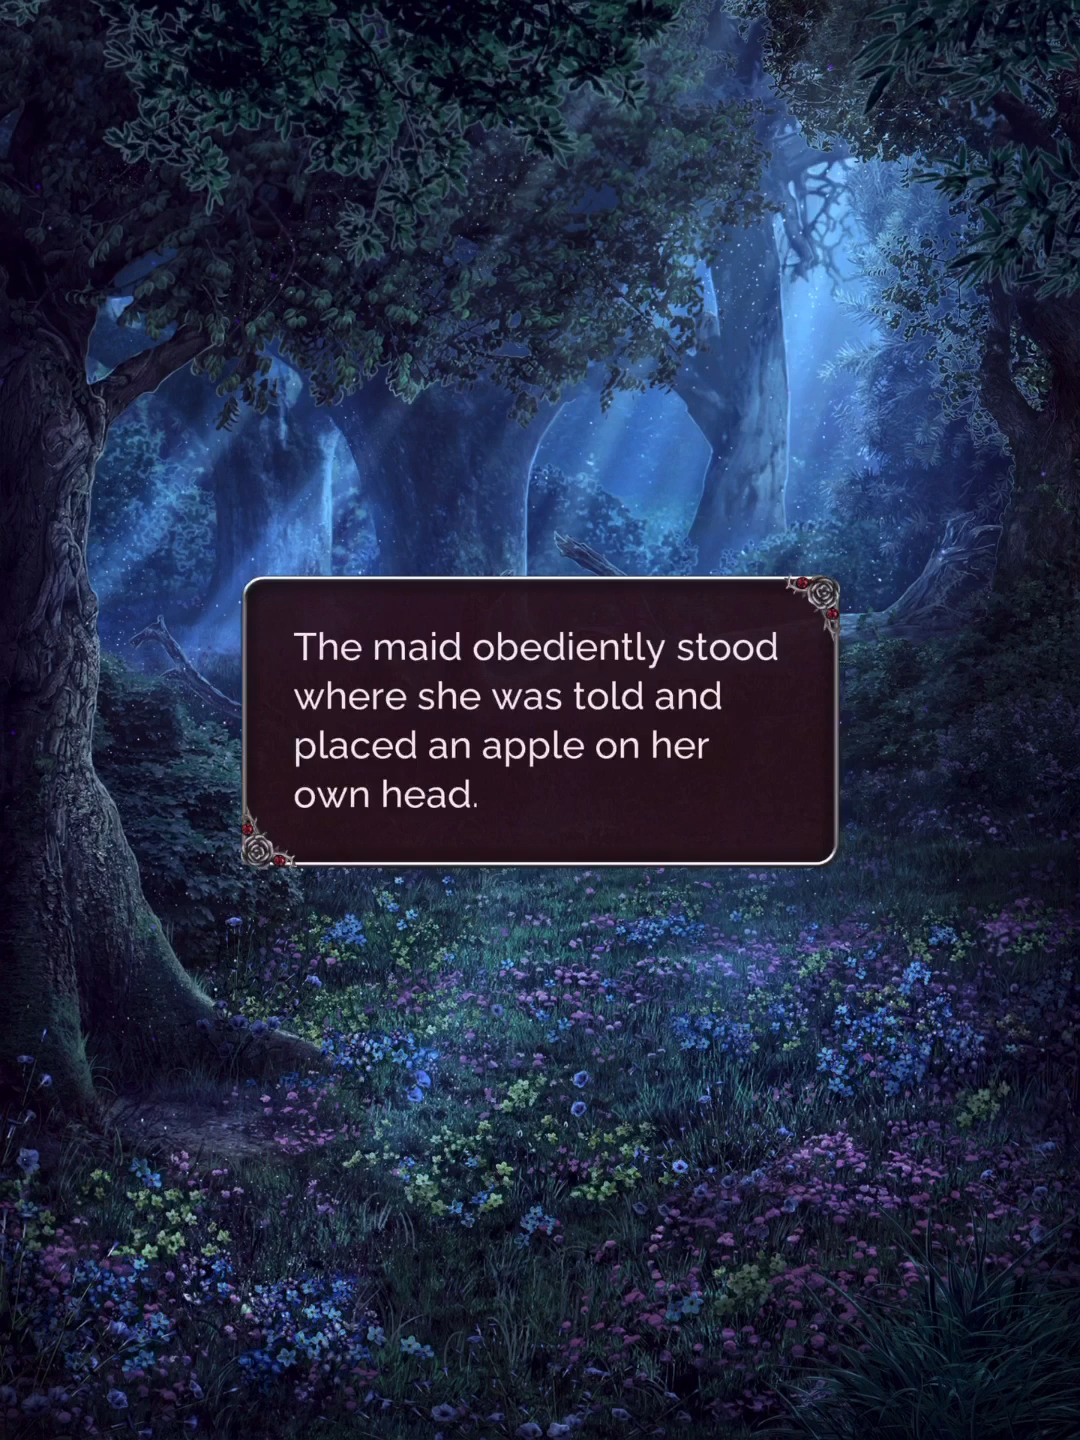 The maid obediently stood
where she was told and
placed an apple on her
own head.